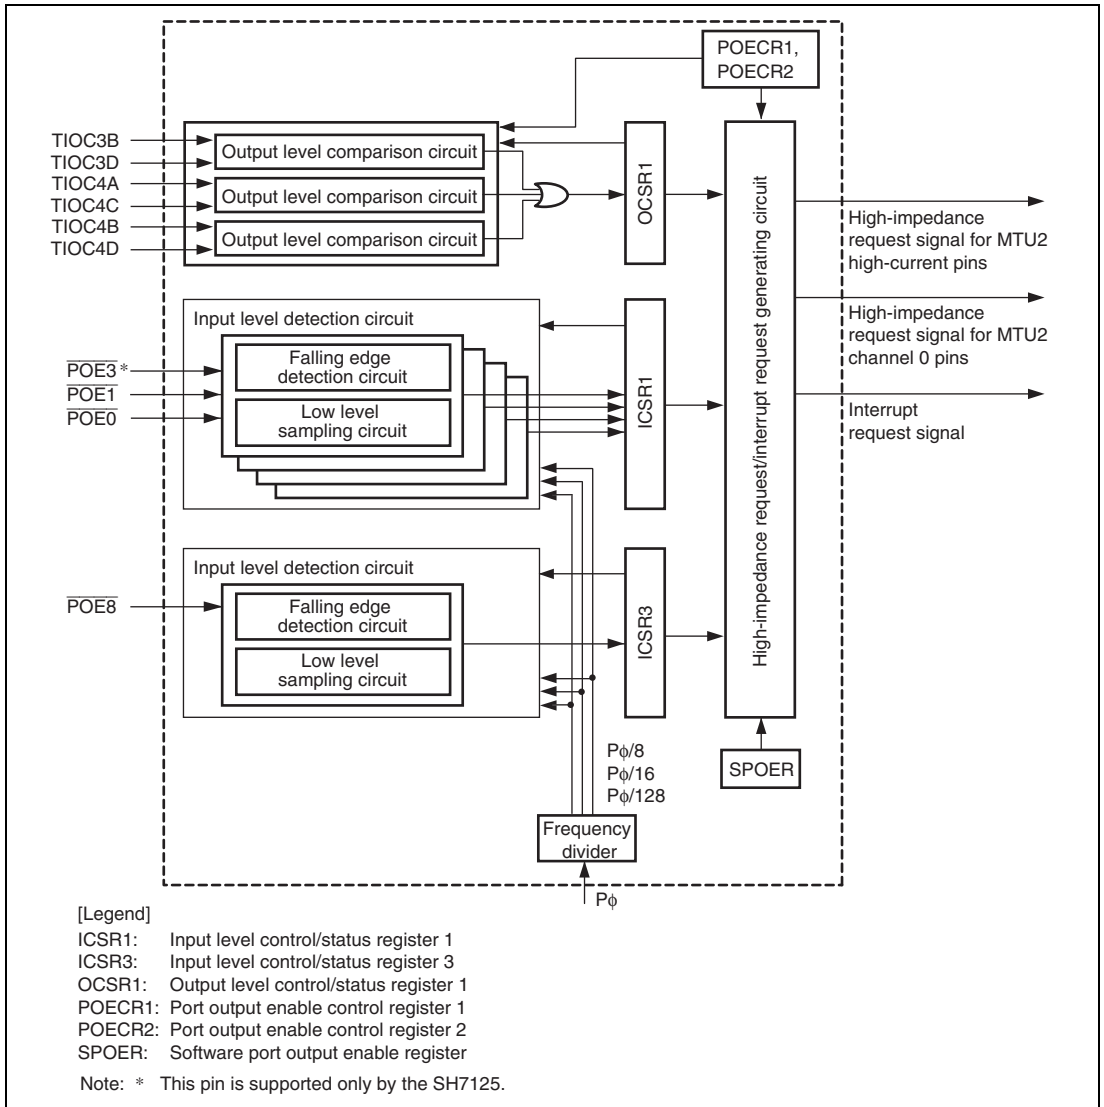 POECR1,
POECR2
TIOC3B
TIOC3D
TIOC4A
TIOC4C
TIOC4B
TIOC4D
Output level comparison circuit
Output level comparison circuit
Output level comparison circuit
OCSR1
High-impedance request/interrupt request generating circuit
High-impedance
request signal for MTU2
high-current pins
High-impedance
request signal for MTU2
channel 0 pins
Interrupt
request signal
Input level detection circuit
P̅O̅E̅3̅ *
P̅O̅E̅1̅
P̅O̅E̅0̅
Falling edge
detection circuit
Low level
sampling circuit
ICSR1
Input level detection circuit
P̅O̅E̅8̅
Falling edge
detection circuit
Low level
sampling circuit
ICSR3
Pϕ/8
Pϕ/16
Pϕ/128
SPOER
Frequency
divider
Pϕ
[Legend]
ICSR1: Input level control/status register 1
ICSR3: Input level control/status register 3
OCSR1: Output level control/status register 1
POECR1: Port output enable control register 1
POECR2: Port output enable control register 2
SPOER: Software port output enable register
Note: * This pin is supported only by the SH7125.